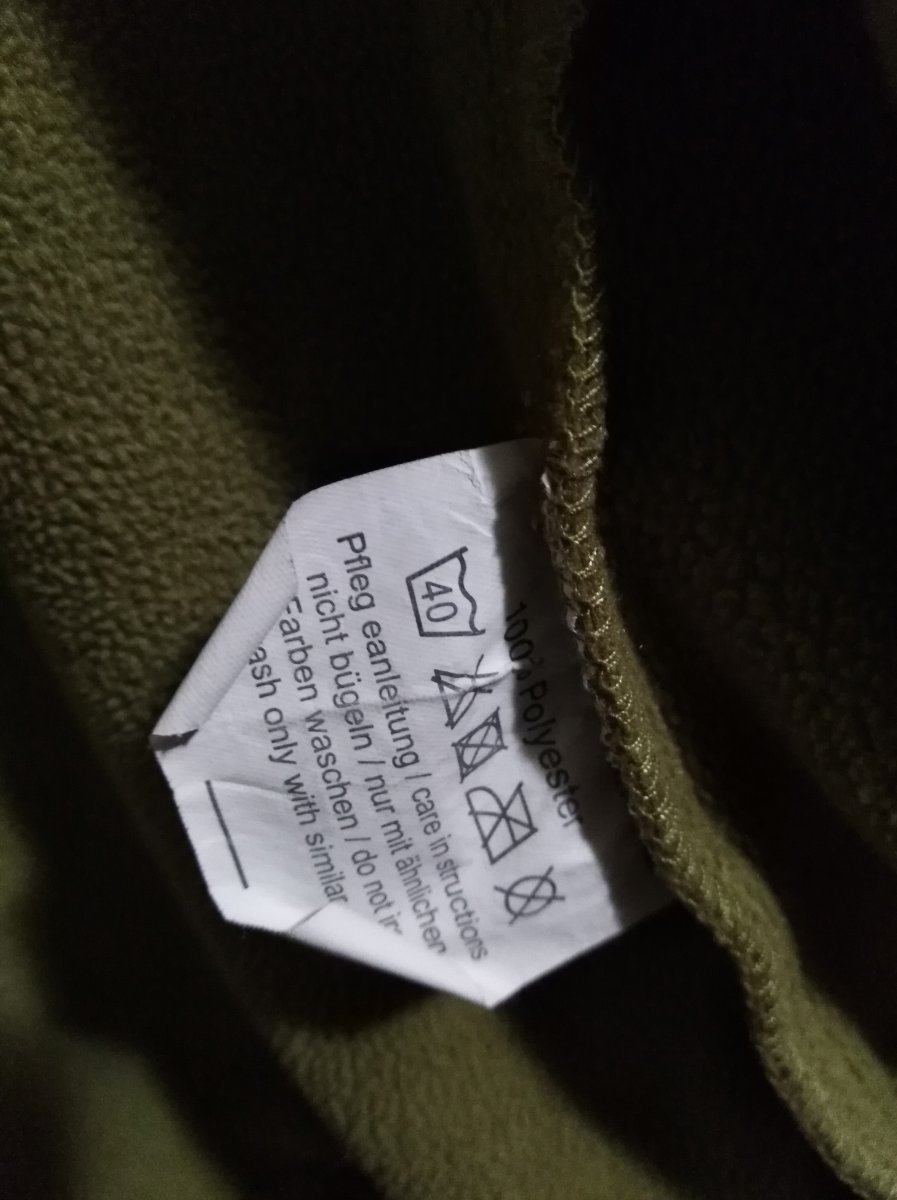 100% Polyester
40
Pfleg eanleitung / care in structions
nicht bügeln / nur mit ähnlichen
Farben waschen / do not ir
ash only with similar